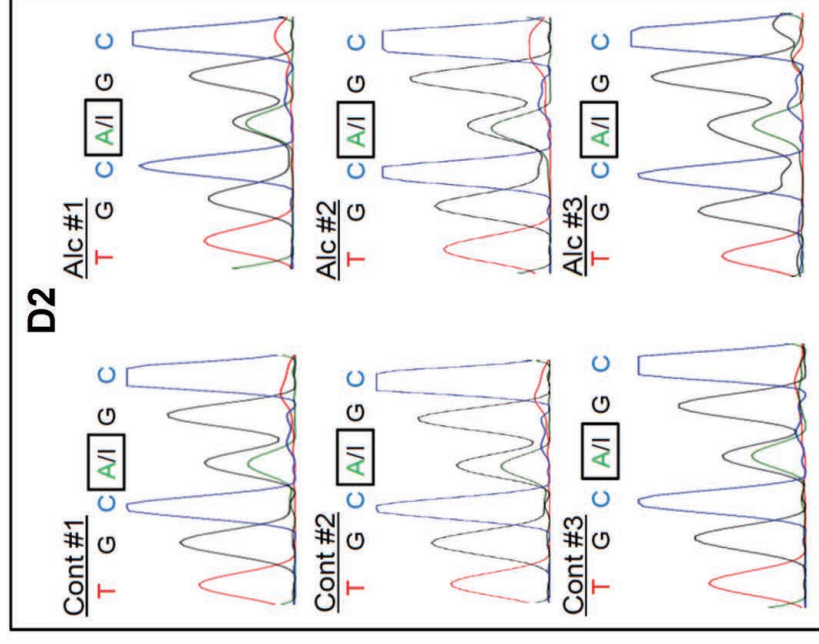 D2
Cont #1
T G C A/I G C
Alc #1
T G C A/I G C
Cont #2
T G C A/I G C
Alc #2
T G C A/I G C
Cont #3
T G C A/I G C
Alc #3
T G C A/I G C